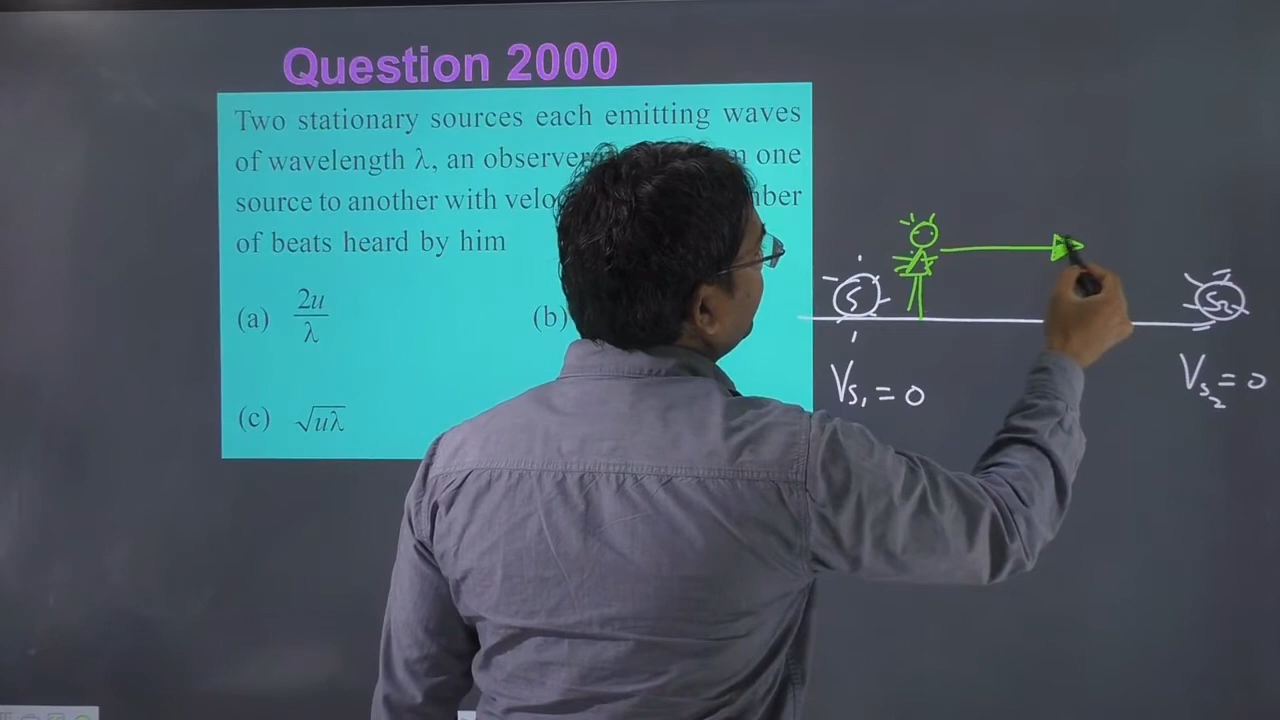 Question 2000
Two stationary sources each emitting waves
of wavelength λ, an observer one
source to another with
of beats heard by him
(a) 2u/λ
(b)
(c) √uλ
S
S₂
Vs₁ = 0
Vs₂ = 0